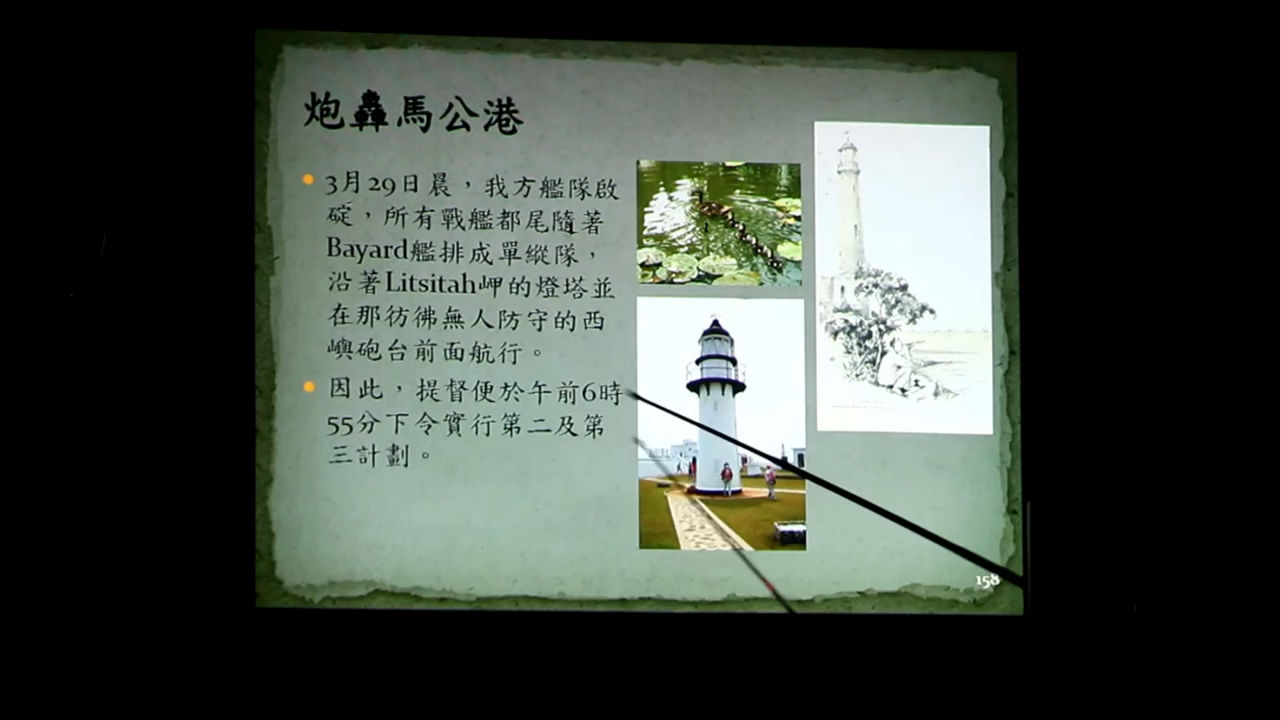 炮轟馬公港
3月29日晨，我方艦隊啟
碇，所有戰艦都尾隨著
Bayard艦排成單縱隊，
沿著Litsitah岬的燈塔並
在那彷彿無人防守的西
嶼砲台前面航行。
因此，提督便於午前6時
55分下令實行第二及第
三計劃。
158